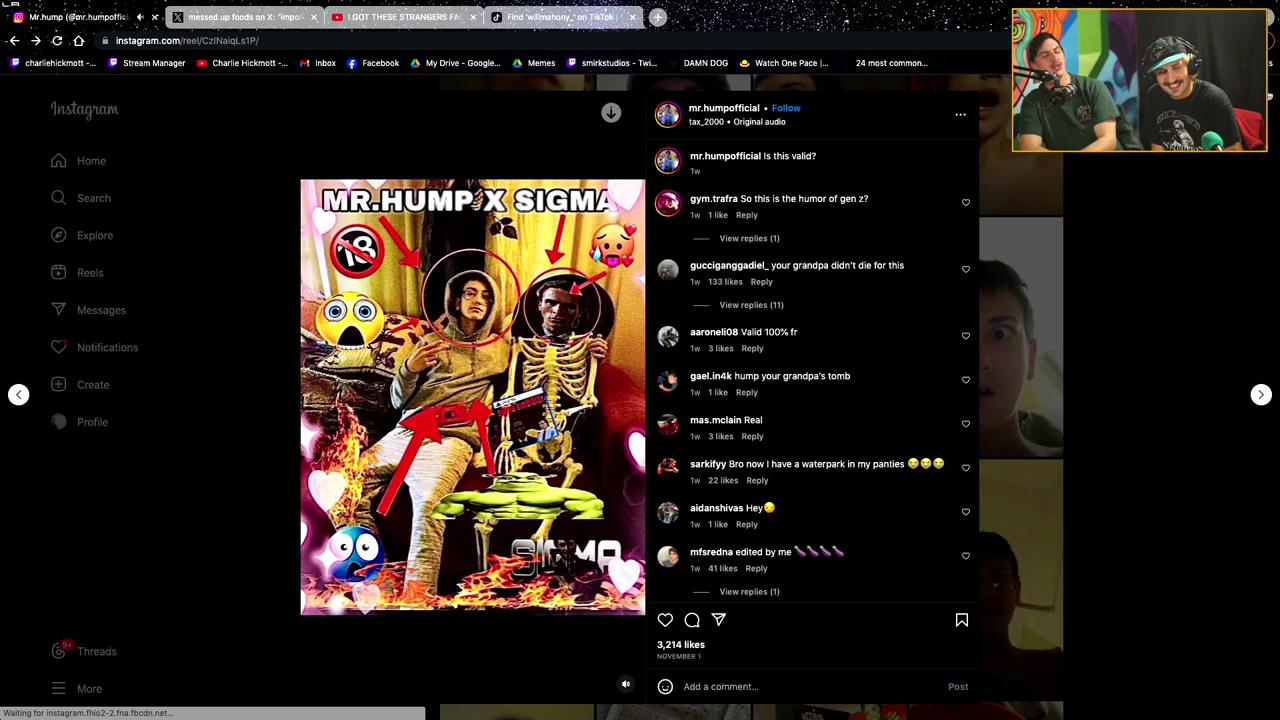 Mr.hump (@mr.humpoffici
messed up foods on X: "impor
I GOT THESE STRANGERS FA
Find 'willmahony_' on TikTok |
instagram.com/reel/CzlNaiqLs1P/
charliehickmott -...
Stream Manager
Charlie Hickmott -...
Inbox
Facebook
My Drive - Google...
Memes
smirkstudios - Twi...
DAMN DOG
Watch One Pace |...
24 most common...
Instagram
Home
Search
Explore
Reels
Messages
Notifications
Create
Profile
9+
Threads
More
MR.HUMP X SIGMA
18
SIGMA
mr.humpofficial • Follow
tax_2000 • Original audio
mr.humpofficial Is this valid?
1w
gym.trafra So this is the humor of gen z?
1w 1 like Reply
View replies (1)
gucciganggadiel_ your grandpa didn't die for this
1w 133 likes Reply
View replies (11)
aaroneli08 Valid 100% fr
1w 3 likes Reply
gael.in4k hump your grandpa's tomb
1w 1 like Reply
mas.mclain Real
1w 3 likes Reply
sarkifyy Bro now I have a waterpark in my panties 😭😭😭
1w 22 likes Reply
aidanshivas Hey😏
1w 1 like Reply
mfsredna edited by me 🍆🍆🍆🍆
1w 41 likes Reply
View replies (1)
3,214 likes
NOVEMBER 1
Add a comment...
Post
Waiting for instagram.fhio2-2.fna.fbcdn.net...